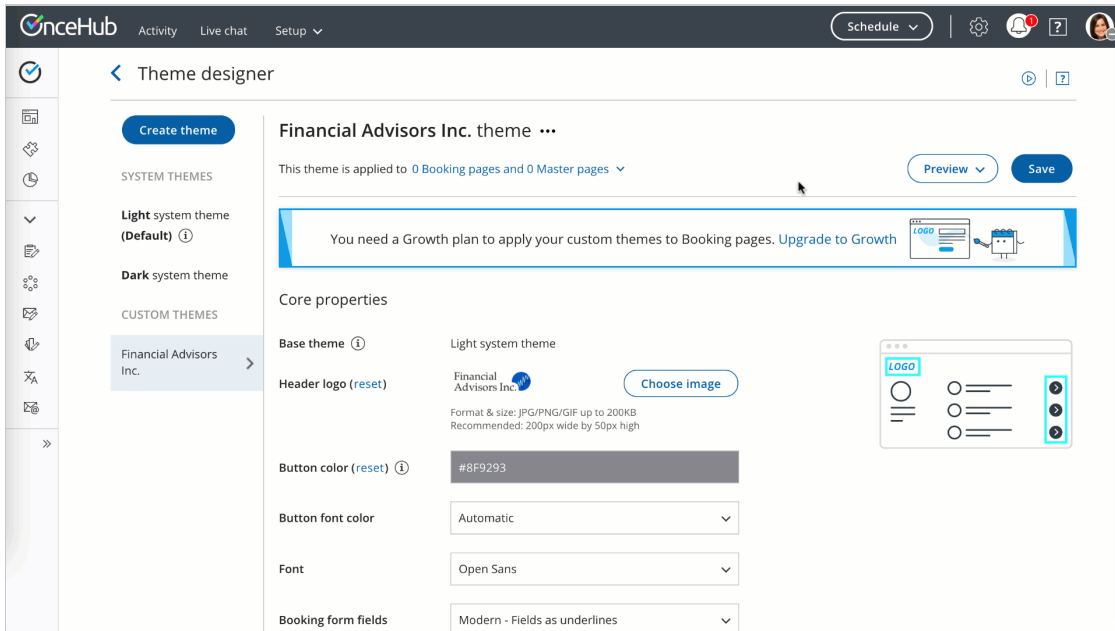 OnceHub Activity Live chat Setup Schedule 1 ?
Theme designer
?
Create theme
Financial Advisors Inc. theme •••
This theme is applied to 0 Booking pages and 0 Master pages
Preview
Save
SYSTEM THEMES
Light system theme
(Default) i
Dark system theme
CUSTOM THEMES
Financial Advisors
Inc.
You need a Growth plan to apply your custom themes to Booking pages. Upgrade to Growth
LOGO
Core properties
Base theme i Light system theme
Header logo (reset)
Financial
Advisors Inc.
Choose image
Format & size: JPG/PNG/GIF up to 200KB
Recommended: 200px wide by 50px high
LOGO
Button color (reset) i #8F9293
Button font color Automatic
Font Open Sans
Booking form fields Modern - Fields as underlines